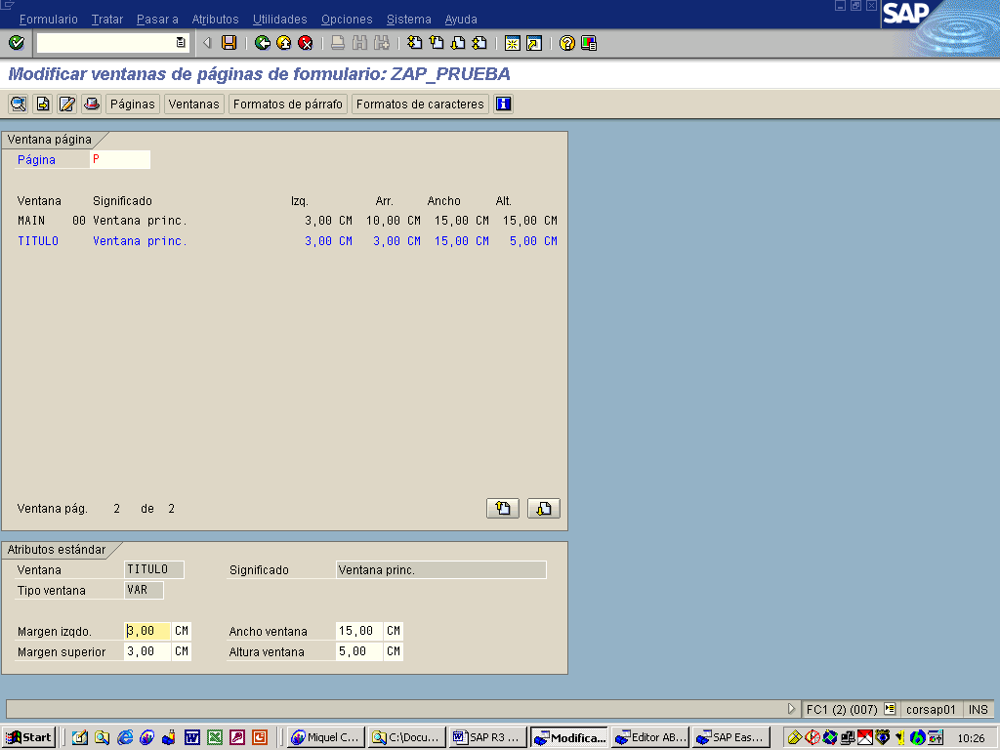 Formulario Tratar Pasar a Atributos Utilidades Opciones Sistema Ayuda
SAP
Modificar ventanas de páginas de formulario: ZAP_PRUEBA
Páginas Ventanas Formatos de párrafo Formatos de caracteres
Ventana página
Página P
Ventana Significado Izq. Arr. Ancho Alt.
MAIN 00 Ventana princ. 3,00 CM 10,00 CM 15,00 CM 15,00 CM
TITULO Ventana princ. 3,00 CM 3,00 CM 15,00 CM 5,00 CM
Ventana pág. 2 de 2
Atributos estándar
Ventana TITULO Significado Ventana princ.
Tipo ventana VAR
Margen izqdo. 3,00 CM Ancho ventana 15,00 CM
Margen superior 3,00 CM Altura ventana 5,00 CM
FC1 (2) (007) corsap01 INS
Start Miquel C... C:\Docu... SAP R3 ... Modifica... Editor AB... SAP Eas... 10:26